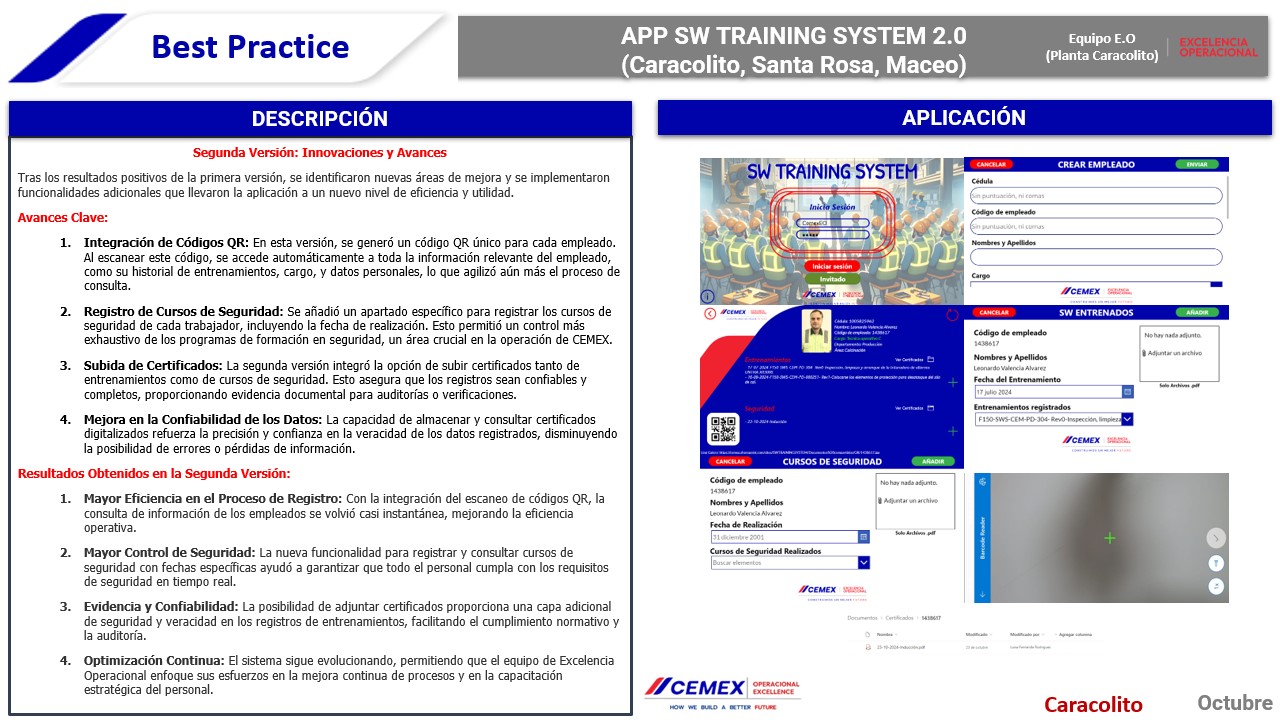 Best Practice
APP SW TRAINING SYSTEM 2.0
(Caracolito, Santa Rosa, Maceo)
Equipo E.O
(Planta Caracolito)
EXCELENCIA
OPERACIONAL
DESCRIPCIÓN
Segunda Versión: Innovaciones y Avances
Tras los resultados positivos de la primera versión, se identificaron nuevas áreas de mejora y se implementaron
funcionalidades adicionales que llevaron la aplicación a un nuevo nivel de eficiencia y utilidad.
Avances Clave:
1. Integración de Códigos QR: En esta versión, se generó un código QR único para cada empleado.
Al escanear este código, se accede instantáneamente a toda la información relevante del empleado,
como su historial de entrenamientos, cargo, y datos personales, lo que agilizó aún más el proceso de
consulta.
2. Registro de Cursos de Seguridad: Se añadió un apartado específico para registrar los cursos de
seguridad tomados por el asesor, incluyendo la fecha de realización. Esto permitió un control más
exhaustivo de las normativas de formación en seguridad, un aspecto crucial en la operación de CEMEX.
3. Subida de Certificados: La segunda versión integró la opción de subir certificados tanto de
entrenamientos como de cursos de seguridad. Esto asegura que los registros sean confiables y
completos, proporcionando evidencia documental para auditorías o verificaciones.
4. Mejora en la Confiabilidad de los Datos: La capacidad de almacenar y consultar certificados
digitalizados refuerza la precisión y confianza en la veracidad de los datos registrados, disminuyendo
la posibilidad de errores o pérdidas de información.
Resultados Obtenidos en la Segunda Versión:
1. Mayor Eficiencia en el Proceso de Registro: Con la integración del escaneo de códigos QR, la
consulta de información de los empleados se volvió casi instantánea, mejorando la eficiencia
operativa.
2. Mayor Control de Seguridad: La nueva funcionalidad para registrar y consultar cursos de
seguridad con fechas específicas ayudó a garantizar que todo el personal cumpla con los requisitos
de seguridad en tiempo real.
3. Evidencia y Confiabilidad: La posibilidad de adjuntar certificados proporcionó una capa adicional
de seguridad y veracidad en los registros de entrenamientos, facilitando el cumplimiento normativo y
la auditoría.
4. Optimización Continua: El sistema sigue evolucionando, permitiendo que el equipo de Excelencia
Operacional enfoque sus esfuerzos en la mejora continua de procesos y en la capacitación
estratégica del personal.
APLICACIÓN
SW TRAINING SYSTEM
Inicia Sesión
Iniciar sesión
Invitado
CEMEX
CANCELAR
CREAR EMPLEADO
ENVIAR
Cédula
Sin puntuación, ni comas
Código de empleado
Sin puntuación, ni comas
Nombres y Apellidos
Cargo
CEMEX
EXCELENCIA
OPERACIONAL
CEMEX
Cédula: 1005825962
Nombre: Leonardo Valencia Alvarez
Código de empleado: 1438617
Cargo: Técnico operativo C
Departamento: Producción
Área: Calcinación
Entrenamientos
Ver Certificados
Seguridad
Ver Certificados
- 23-10-2024 Inducción
CANCELAR
SW ENTRENADOS
AÑADIR
Código de empleado
1438617
Nombres y Apellidos
Leonardo Valencia Alvarez
Fecha del Entrenamiento
17 julio 2024
Entrenamientos registrados
F150-SWS-CEM-PD-304- Rev0-Inspección, limpieza
No hay nada adjunto.
Adjuntar un archivo
Solo Archivos .pdf
CEMEX
CANCELAR
CURSOS DE SEGURIDAD
AÑADIR
Código de empleado
1438617
Nombres y Apellidos
Leonardo Valencia Alvarez
Fecha de Realización
31 diciembre 2001
Cursos de Seguridad Realizados
Buscar elementos
No hay nada adjunto.
Adjuntar un archivo
Solo Archivos .pdf
CEMEX
EXCELENCIA
OPERACIONAL
Barcode Reader
Documentos > Certificados > 1438617
Nombre
Modificado
Modificado por
+ Agregar columna
23-10-2024-Inducción.pdf
23 de octubre
CEMEX
OPERACIONAL
EXCELLENCE
HOW WE BUILD A BETTER FUTURE
Caracolito
Octubre